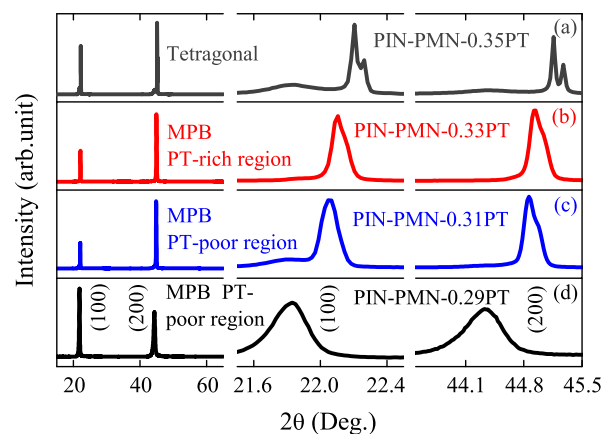 Intensity (arb.unit)
Tetragonal
PIN-PMN-0.35PT
(a)
MPB
PT-rich region
PIN-PMN-0.33PT
(b)
MPB
PT-poor region
PIN-PMN-0.31PT
(c)
(100)
(200)
MPB PT-
poor region
(100)
PIN-PMN-0.29PT
(200)
(d)
20 40 60 21.6 22.0 22.4 44.1 44.8 45.5
2θ (Deg.)